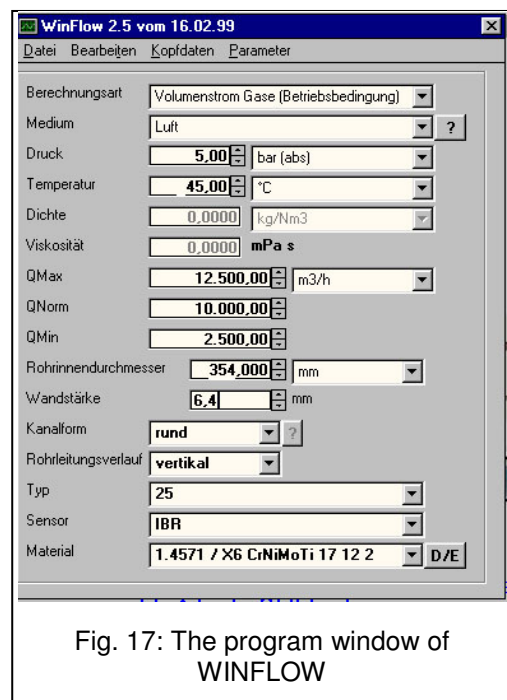 WinFlow 2.5 vom 16.02.99
Datei Bearbeiten Kopfdaten Parameter
Berechnungsart Volumenstrom Gase (Betriebsbedingung)
Medium Luft ?
Druck 5,00 bar (abs)
Temperatur 45,00 °C
Dichte 0,0000 kg/Nm3
Viskosität 0,0000 mPa s
QMax 12.500,00 m3/h
QNorm 10.000,00
QMin 2.500,00
Rohrinnendurchmesser 354,000 mm
Wandstärke 6,4 mm
Kanalform rund ?
Rohrleitungsverlauf vertikal
Typ 25
Sensor IBR
Material 1.4571 / X6 CrNiMoTi 17 12 2 D/E
Fig. 17: The program window of
WINFLOW